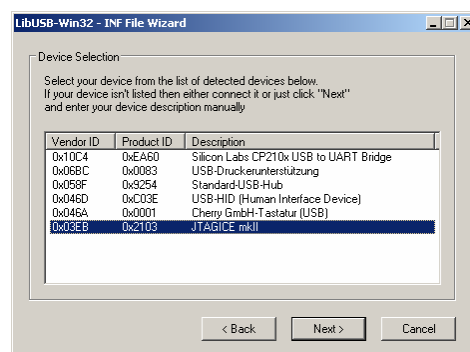 LibUSB-Win32 - INF File Wizard
Device Selection
Select your device from the list of detected devices below.
If your device isn't listed then either connect it or just click "Next"
and enter your device description manually
Vendor ID Product ID Description
0x10C4 0xEA60 Silicon Labs CP210x USB to UART Bridge
0x06BC 0x0083 USB-Druckerunterstützung
0x058F 0x9254 Standard-USB-Hub
0x046D 0xC03E USB-HID (Human Interface Device)
0x046A 0x0001 Cherry GmbH-Tastatur (USB)
0x03EB 0x2103 JTAGICE mkII
< Back Next > Cancel